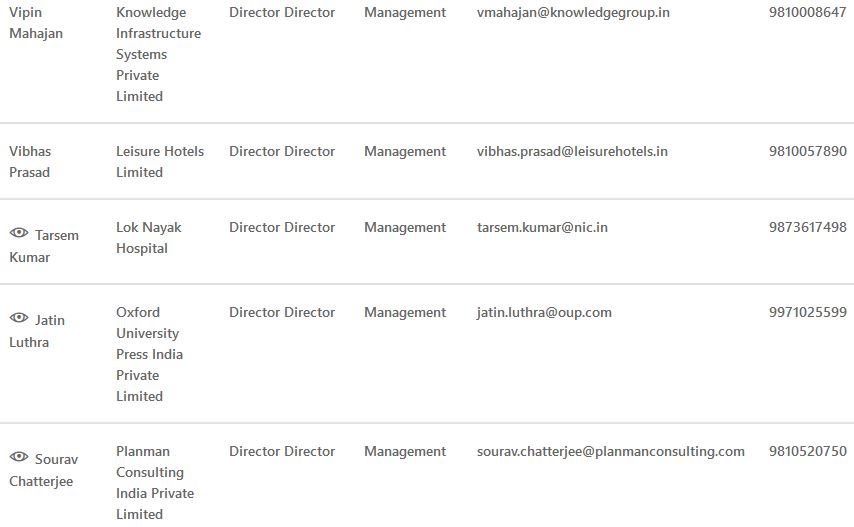 Vipin Mahajan Knowledge Infrastructure Systems Private Limited Director Director Management vmahajan@knowledgegroup.in 9810008647
Vibhas Prasad Leisure Hotels Limited Director Director Management vibhas.prasad@leisurehotels.in 9810057890
Tarsem Kumar Lok Nayak Hospital Director Director Management tarsem.kumar@nic.in 9873617498
Jatin Luthra Oxford University Press India Private Limited Director Director Management jatin.luthra@oup.com 9971025599
Sourav Chatterjee Planman Consulting India Private Limited Director Director Management sourav.chatterjee@planmanconsulting.com 9810520750